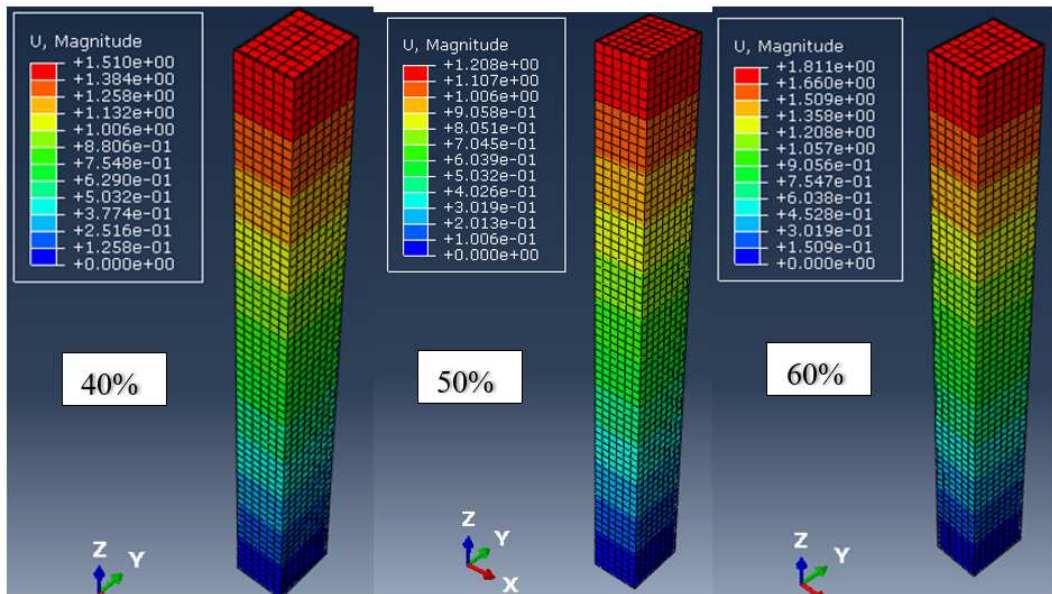 U, Magnitude
+1.510e+00
+1.384e+00
+1.258e+00
+1.132e+00
+1.006e+00
+8.806e-01
+7.548e-01
+6.290e-01
+5.032e-01
+3.774e-01
+2.516e-01
+1.258e-01
+0.000e+00
40%
Z
Y
U, Magnitude
+1.208e+00
+1.107e+00
+1.006e+00
+9.058e-01
+8.051e-01
+7.045e-01
+6.039e-01
+5.032e-01
+4.026e-01
+3.019e-01
+2.013e-01
+1.006e-01
+0.000e+00
50%
Z
Y
X
U, Magnitude
+1.811e+00
+1.660e+00
+1.509e+00
+1.358e+00
+1.208e+00
+1.057e+00
+9.056e-01
+7.547e-01
+6.038e-01
+4.528e-01
+3.019e-01
+1.509e-01
+0.000e+00
60%
Z
Y